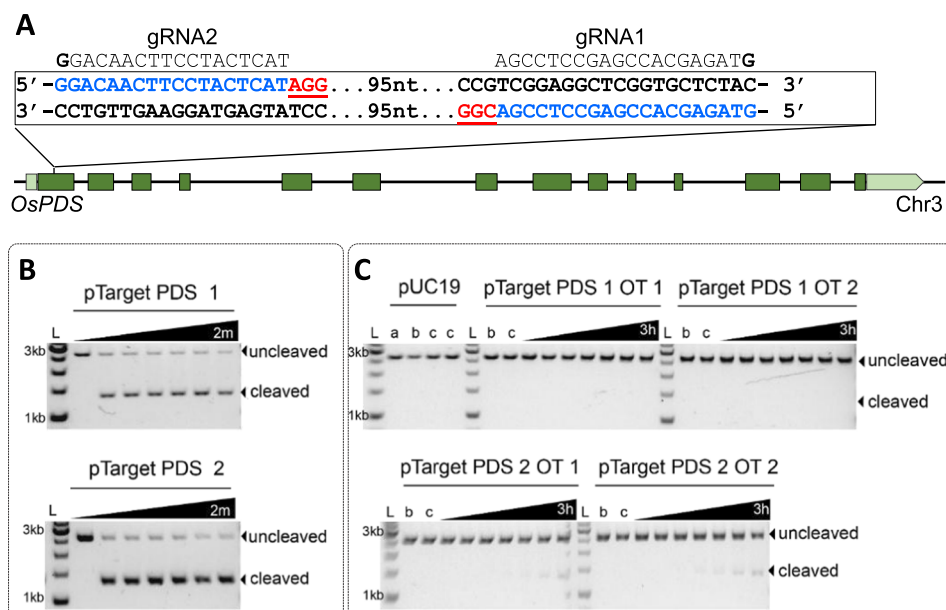 A
gRNA2 gRNA1
GGACAACTTCCTACTCAT AGCCTCCGAGCCACGAGATG
5’-GGACAACTTCCTACTCATAGG...95nt...CCGTCGGAGGCTCGGTGCTCTAC- 3’
3’-CCTGTTGAAGGATGAGTATCC...95nt...GGCAGCCTCCGAGCCACGAGATG- 5’
OsPDS Chr3
B
pTarget PDS 1
L 2m
3kb uncleaved
cleaved
1kb
pTarget PDS 2
L 2m
3kb uncleaved
cleaved
1kb
C
pUC19 pTarget PDS 1 OT 1 pTarget PDS 1 OT 2
L a b c c L b c 3h L b c 3h
3kb uncleaved
cleaved
1kb
pTarget PDS 2 OT 1 pTarget PDS 2 OT 2
L b c 3h L b c 3h
3kb uncleaved
cleaved
1kb